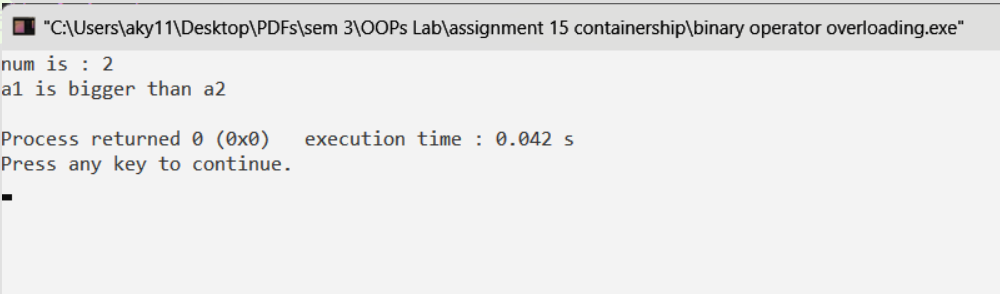 "C:\Users\aky11\Desktop\PDFs\sem 3\OOPs Lab\assignment 15 containership\binary operator overloading.exe"
num is : 2
a1 is bigger than a2
Process returned 0 (0x0)   execution time : 0.042 s
Press any key to continue.